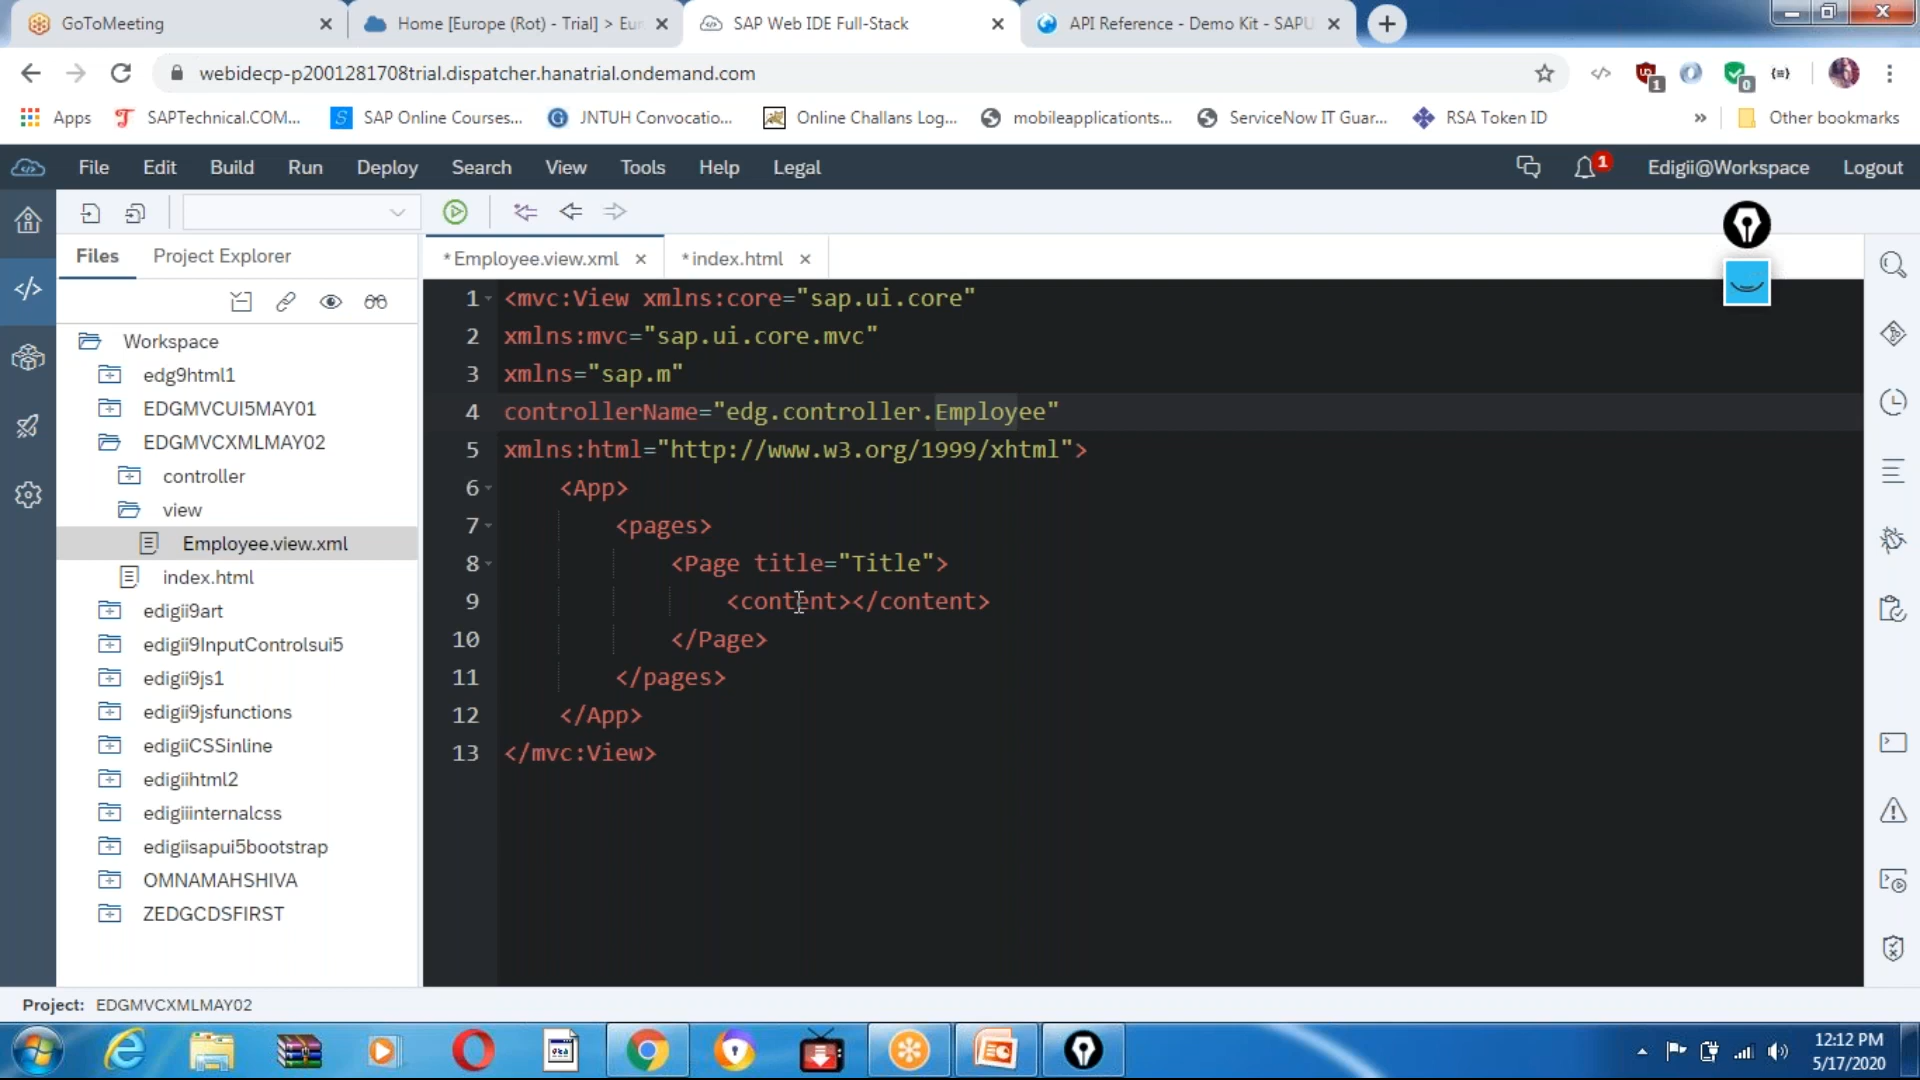 GoToMeeting
Home [Europe (Rot) - Trial] > Eur
SAP Web IDE Full-Stack
API Reference - Demo Kit - SAPU
webidecp-p2001281708trial.dispatcher.hanatrial.ondemand.com
1
0
Apps
SAPTechnical.COM...
SAP Online Courses...
JNTUH Convocatio...
Online Challans Log...
mobileapplicationts...
ServiceNow IT Guar...
RSA Token ID
»
Other bookmarks
File Edit Build Run Deploy Search View Tools Help Legal
1
Edigii@Workspace
Logout
Files
Project Explorer
*Employee.view.xml
*index.html
Workspace
edg9html1
EDGMVCUI5MAY01
EDGMVCXMLMAY02
controller
view
Employee.view.xml
index.html
edigii9art
edigii9InputControlsui5
edigii9js1
edigii9jsfunctions
edigiiCSSinline
edigiihtml2
edigiiinternalcss
edigiisapui5bootstrap
OMNAMAHSHIVA
ZEDGCDSFIRST
1 <mvc:View xmlns:core="sap.ui.core"
2 xmlns:mvc="sap.ui.core.mvc"
3 xmlns="sap.m"
4 controllerName="edg.controller.Employee"
5 xmlns:html="http://www.w3.org/1999/xhtml">
6 <App>
7 <pages>
8 <Page title="Title">
9 <content></content>
10 </Page>
11 </pages>
12 </App>
13 </mvc:View>
Project: EDGMVCXMLMAY02
12:12 PM
5/17/2020